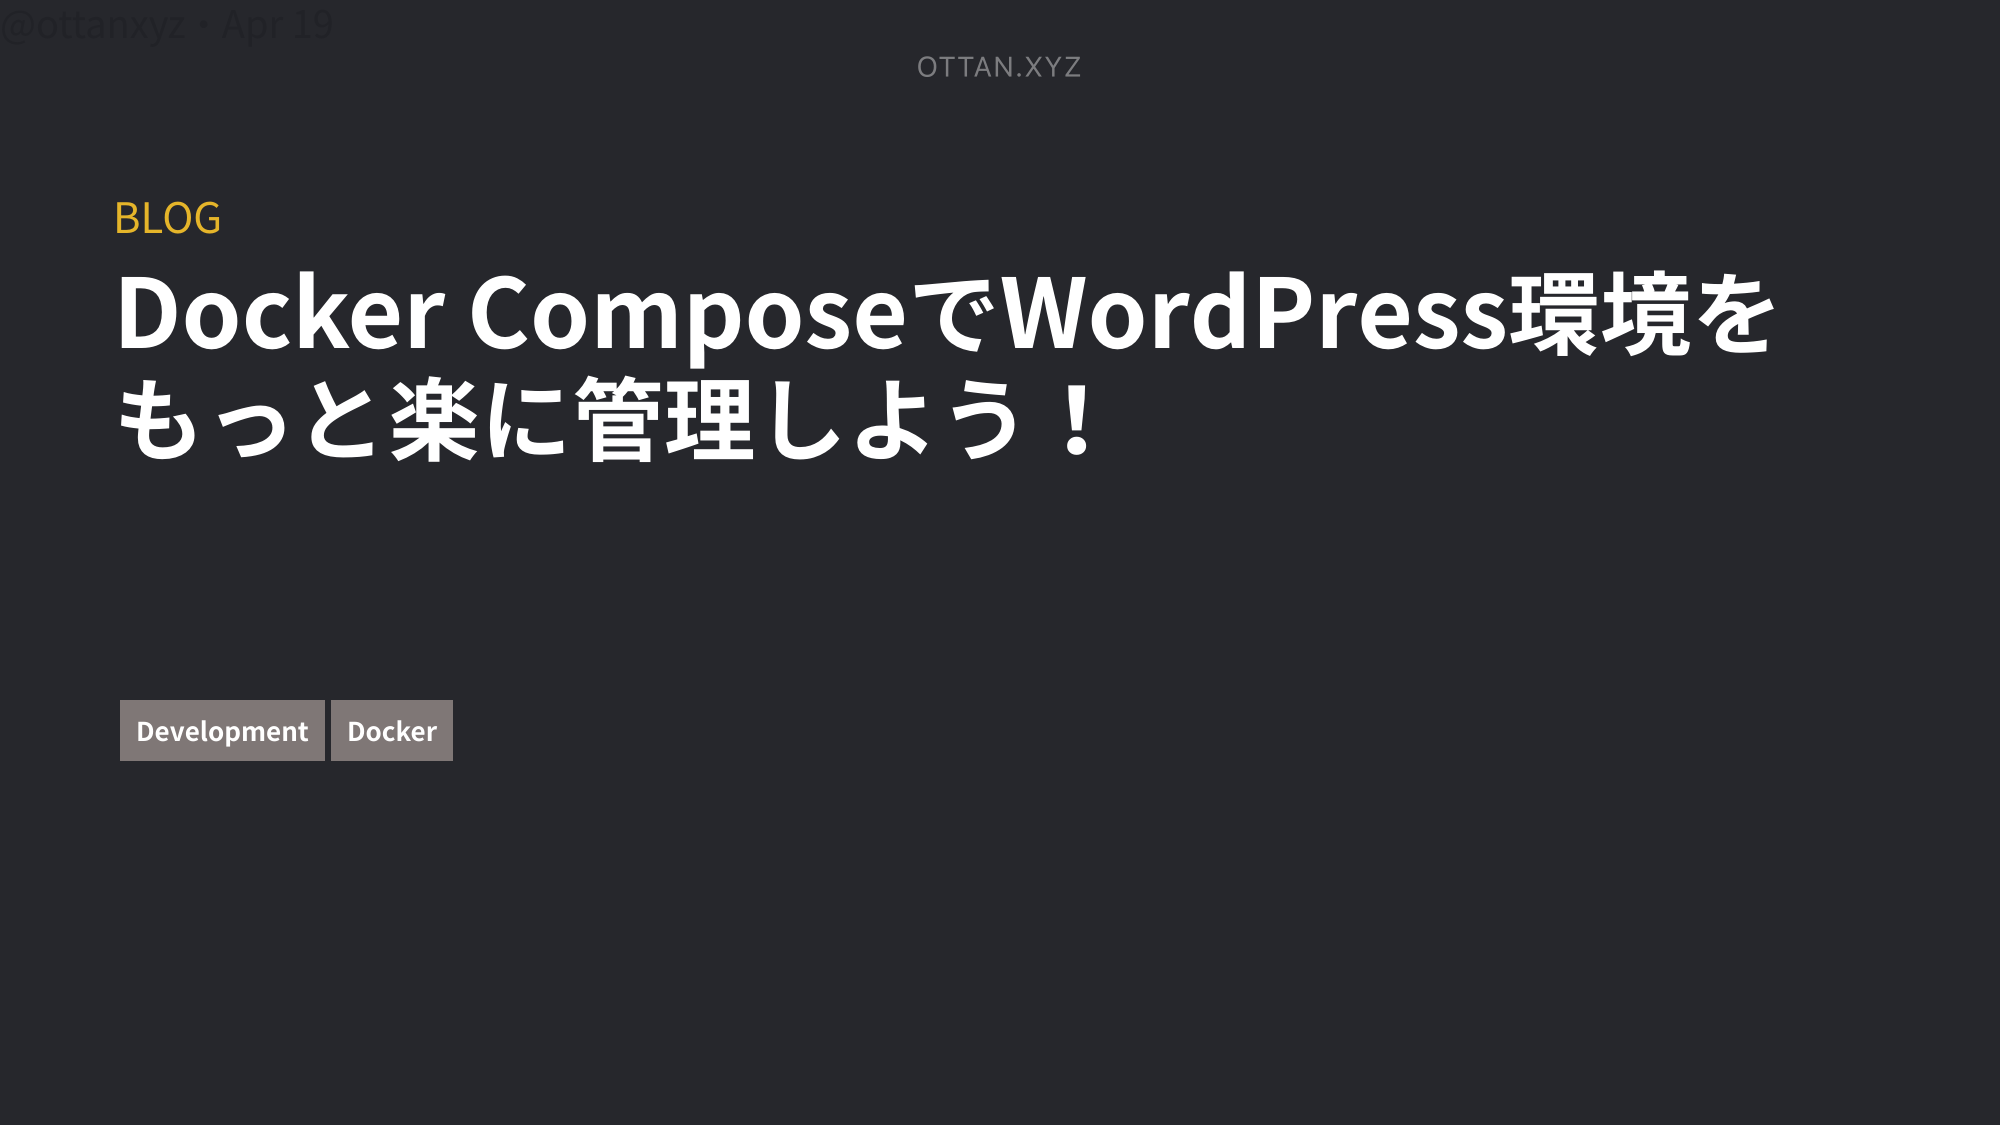 @ottanxyz・Apr 19
OTTAN.XYZ
BLOG
Docker ComposeでWordPress環境を
もっと楽に管理しよう！
Development Docker